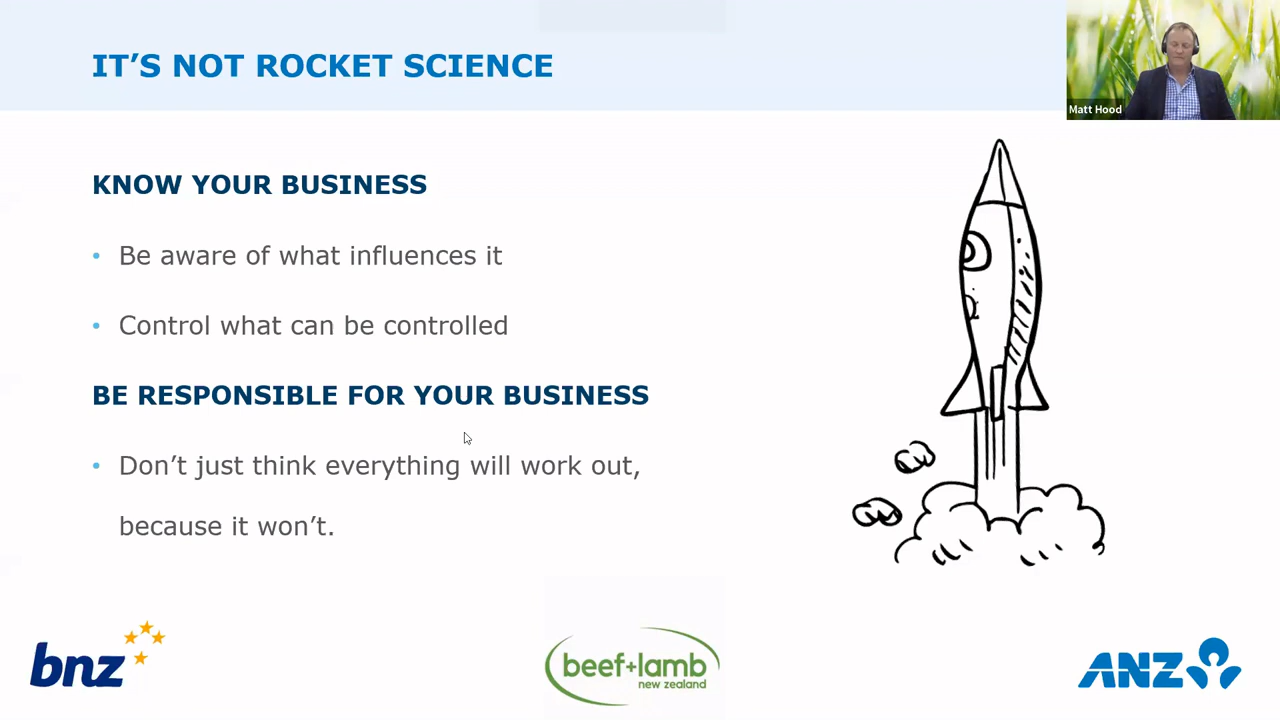 IT’S NOT ROCKET SCIENCE
Matt Hood
KNOW YOUR BUSINESS
• Be aware of what influences it
• Control what can be controlled
BE RESPONSIBLE FOR YOUR BUSINESS
• Don’t just think everything will work out,
because it won’t.
bnz
beef+lamb
new zealand
ANZ